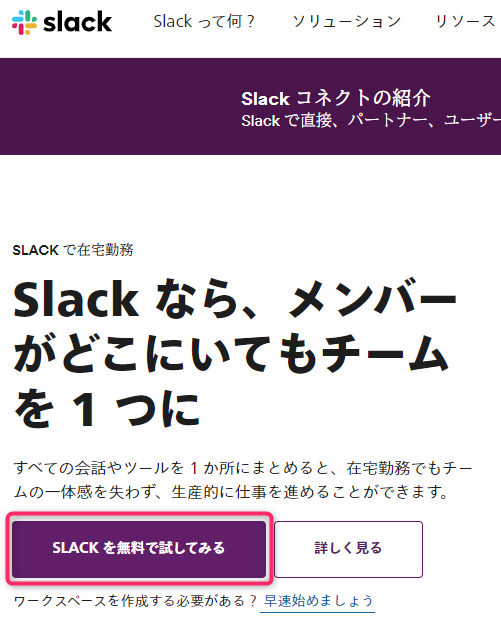 slack Slack って何？ ソリューション リソース
Slack コネクトの紹介
Slack で直接、パートナー、ユーザー
SLACK で在宅勤務
Slack なら、メンバー
がどこにいてもチーム
を 1 つに
すべての会話やツールを 1 か所にまとめると、在宅勤務でもチー
ムの一体感を失わず、生産的に仕事を進めることができます。
SLACK を無料で試してみる 詳しく見る
ワークスペースを作成する必要がある？ 早速始めましょう